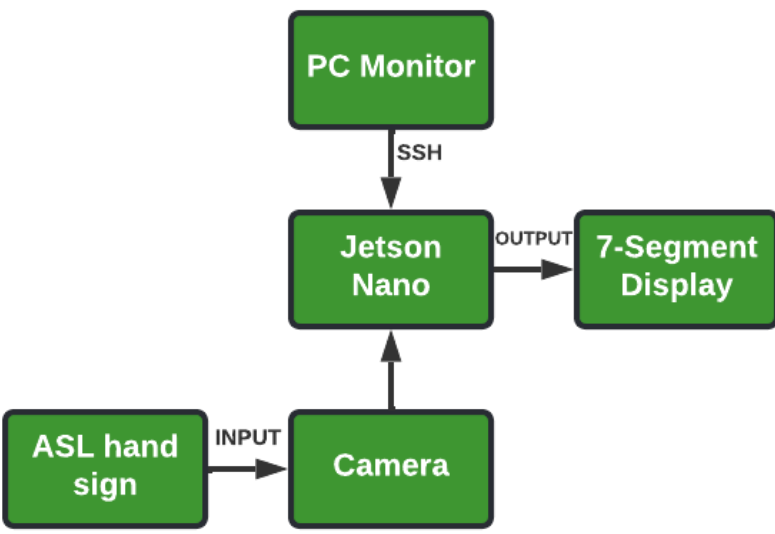 PC Monitor
SSH
Jetson
Nano
OUTPUT
7-Segment
Display
ASL hand
sign
INPUT
Camera